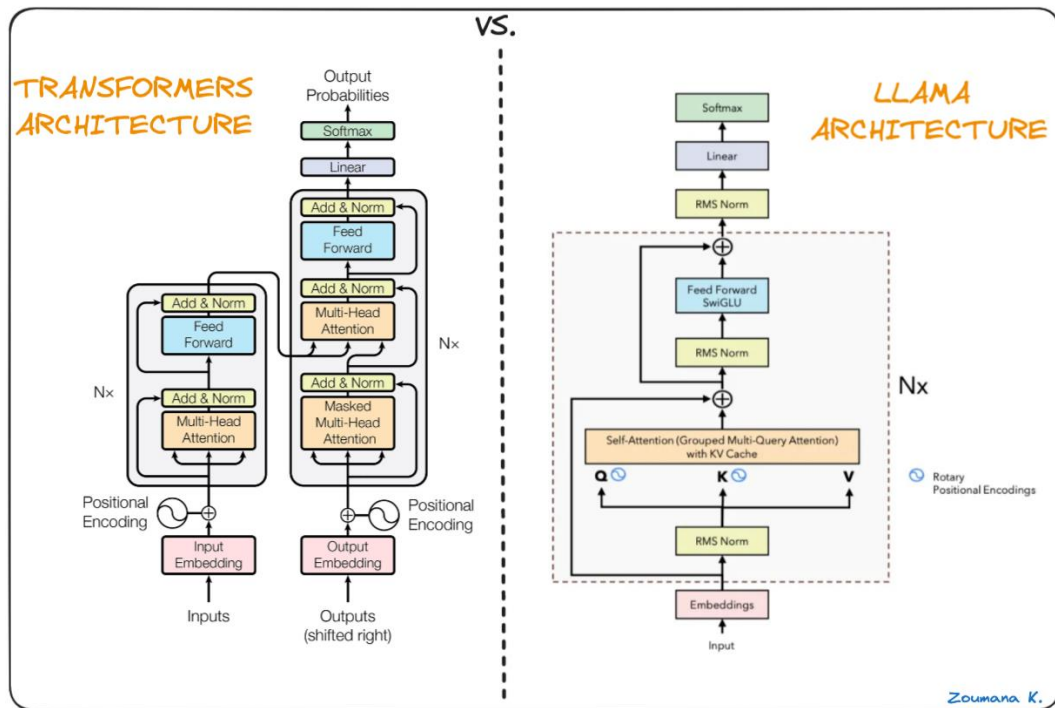 VS.
TRANSFORMERS
ARCHITECTURE
Output
Probabilities
Softmax
Linear
Add & Norm
Feed
Forward
Add & Norm
Multi-Head
Attention
Nx
Add & Norm
Masked
Multi-Head
Attention
Positional
Encoding
Output
Embedding
Outputs
(shifted right)
Add & Norm
Feed
Forward
Nx
Add & Norm
Multi-Head
Attention
Positional
Encoding
Input
Embedding
Inputs
LLAMA
ARCHITECTURE
Softmax
Linear
RMS Norm
Feed Forward
SwiGLU
RMS Norm
Nx
Self-Attention (Grouped Multi-Query Attention)
with KV Cache
Q K V
Rotary
Positional Encodings
RMS Norm
Embeddings
Input
Zoumana K.